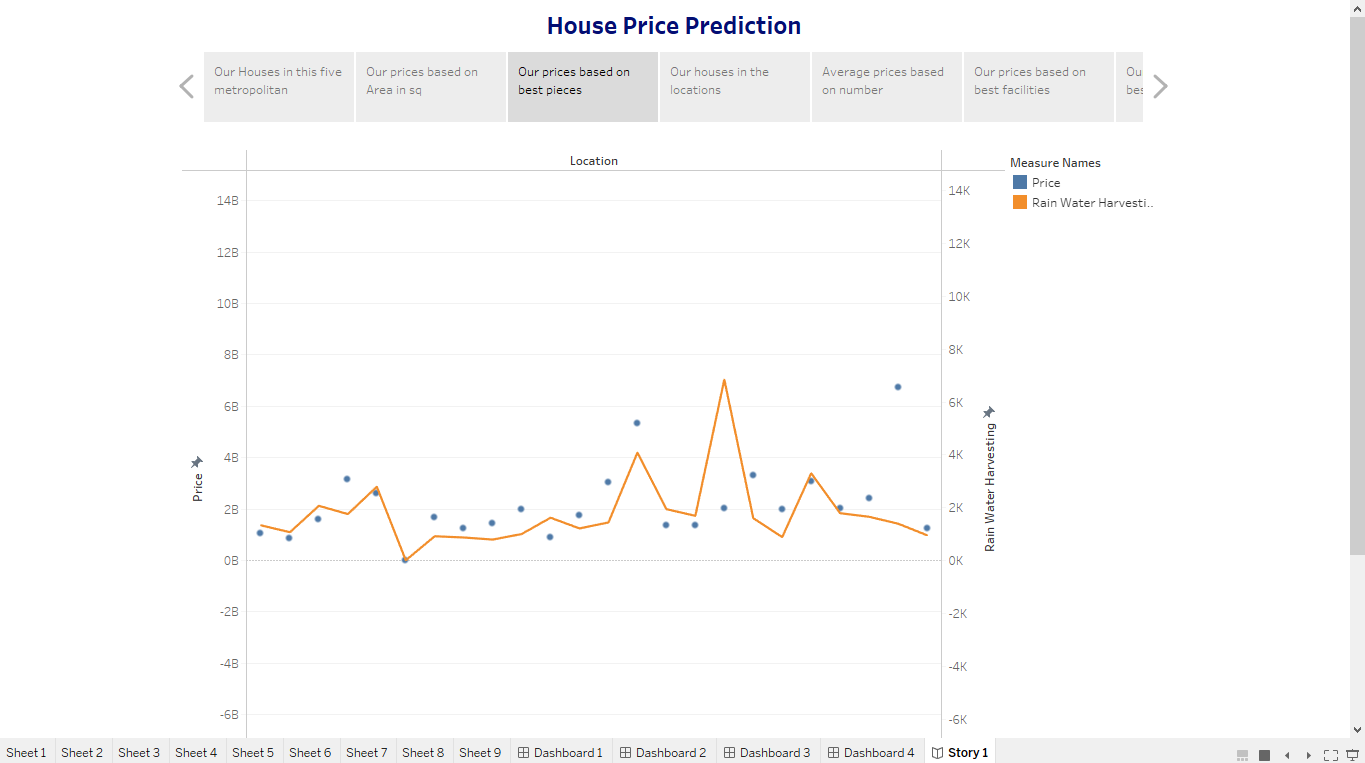 House Price Prediction
Our Houses in this five
metropolitan
Our prices based on
Area in sq
Our prices based on
best pieces
Our houses in the
locations
Average prices based
on number
Our prices based on
best facilities
Ou
bes
Location
Measure Names
Price
Rain Water Harvesti..
14B
12B
10B
8B
6B
4B
2B
0B
-2B
-4B
-6B
Price
14K
12K
10K
8K
6K
4K
2K
0K
-2K
-4K
-6K
Rain Water Harvesting
Sheet 1 Sheet 2 Sheet 3 Sheet 4 Sheet 5 Sheet 6 Sheet 7 Sheet 8 Sheet 9 Dashboard 1 Dashboard 2 Dashboard 3 Dashboard 4 Story 1